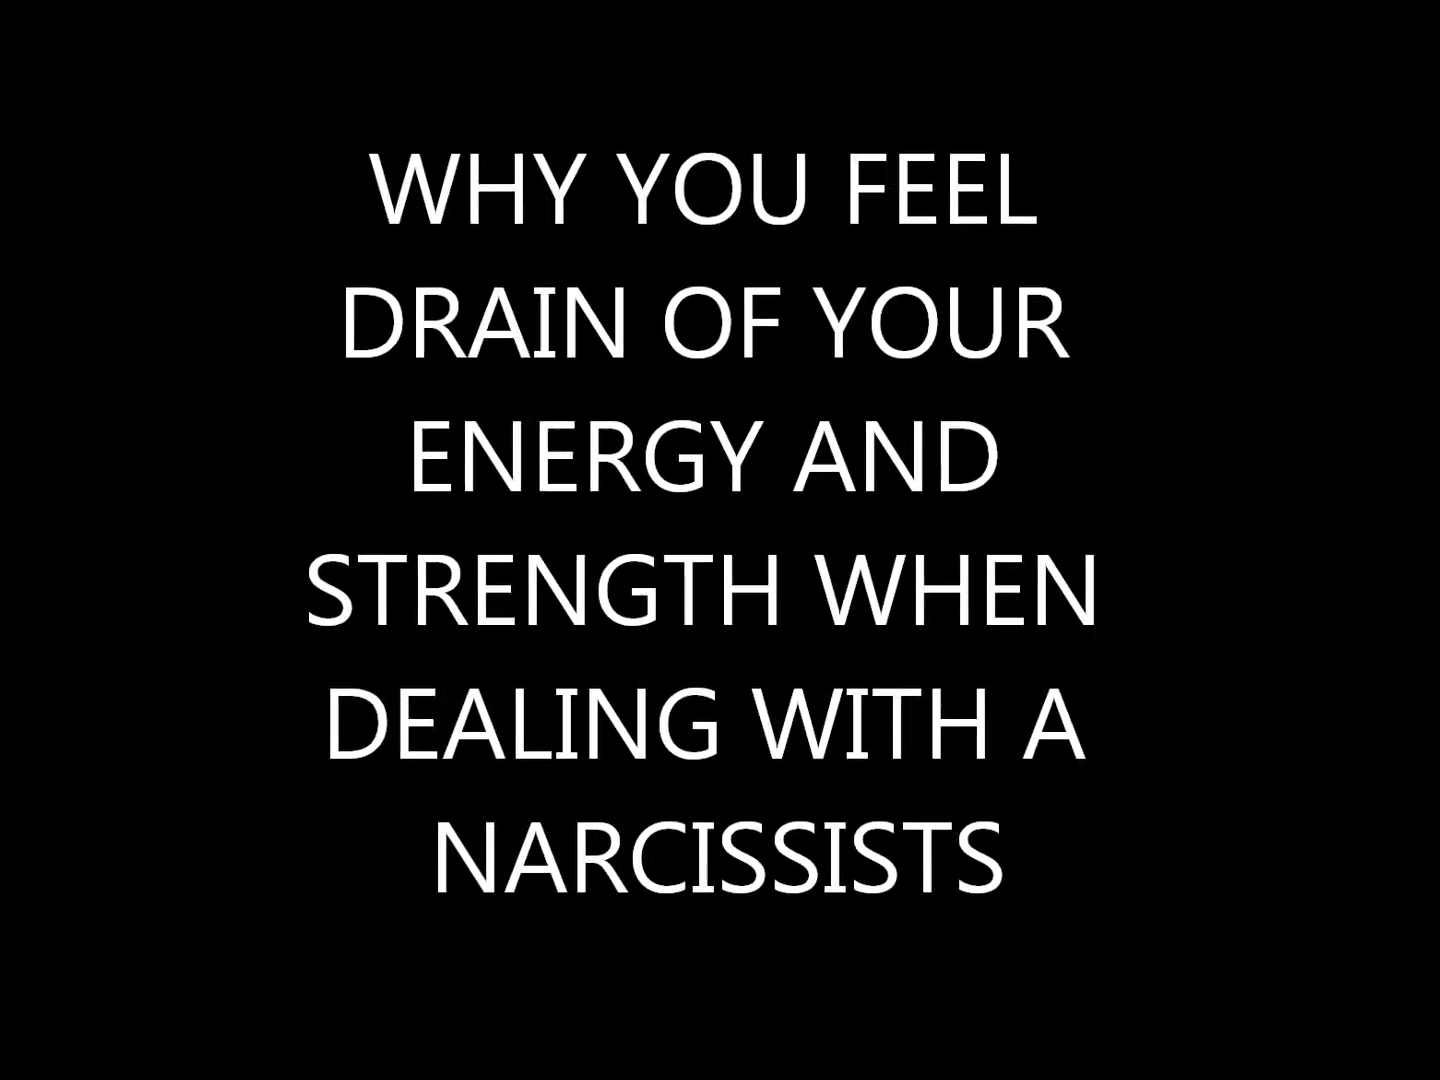 WHY YOU FEEL
DRAIN OF YOUR
ENERGY AND
STRENGTH WHEN
DEALING WITH A
NARCISSISTS